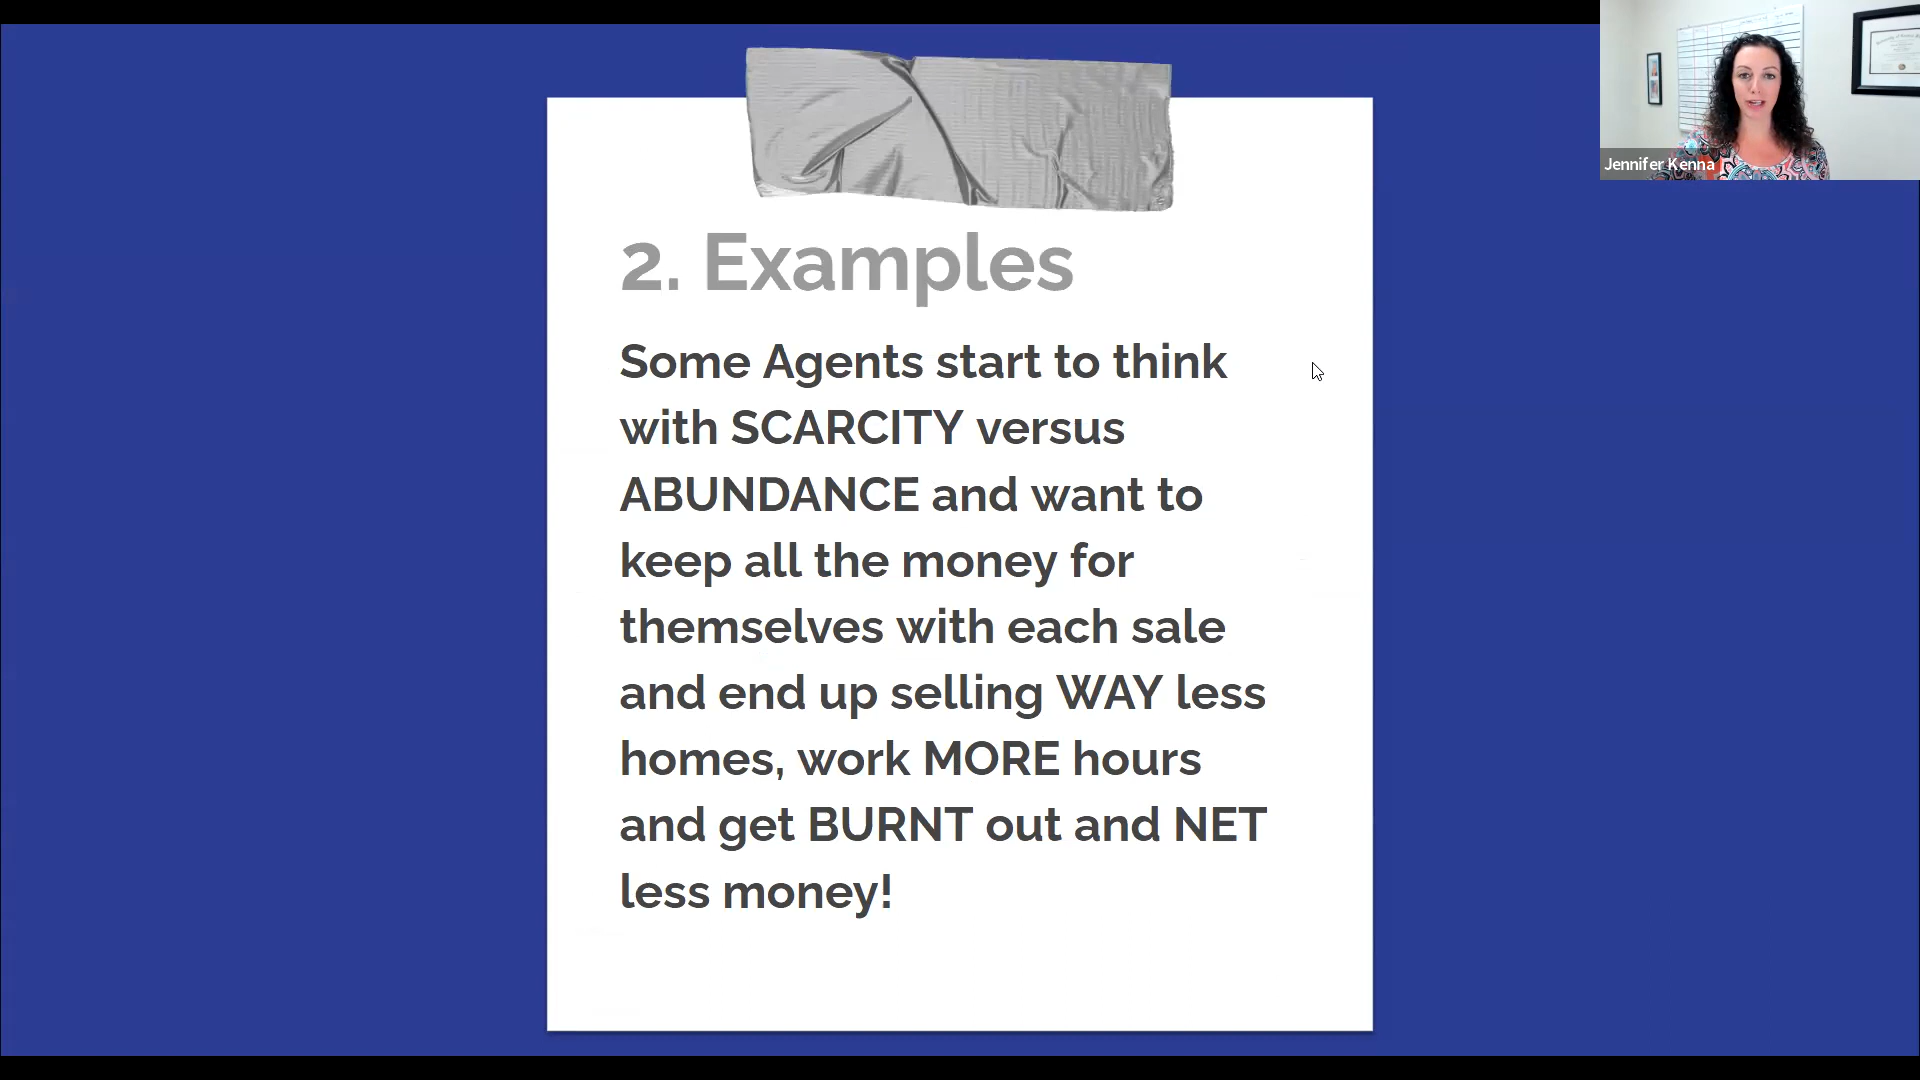 2. Examples
Some Agents start to think
with SCARCITY versus
ABUNDANCE and want to
keep all the money for
themselves with each sale
and end up selling WAY less
homes, work MORE hours
and get BURNT out and NET
less money!
Jennifer Kenna